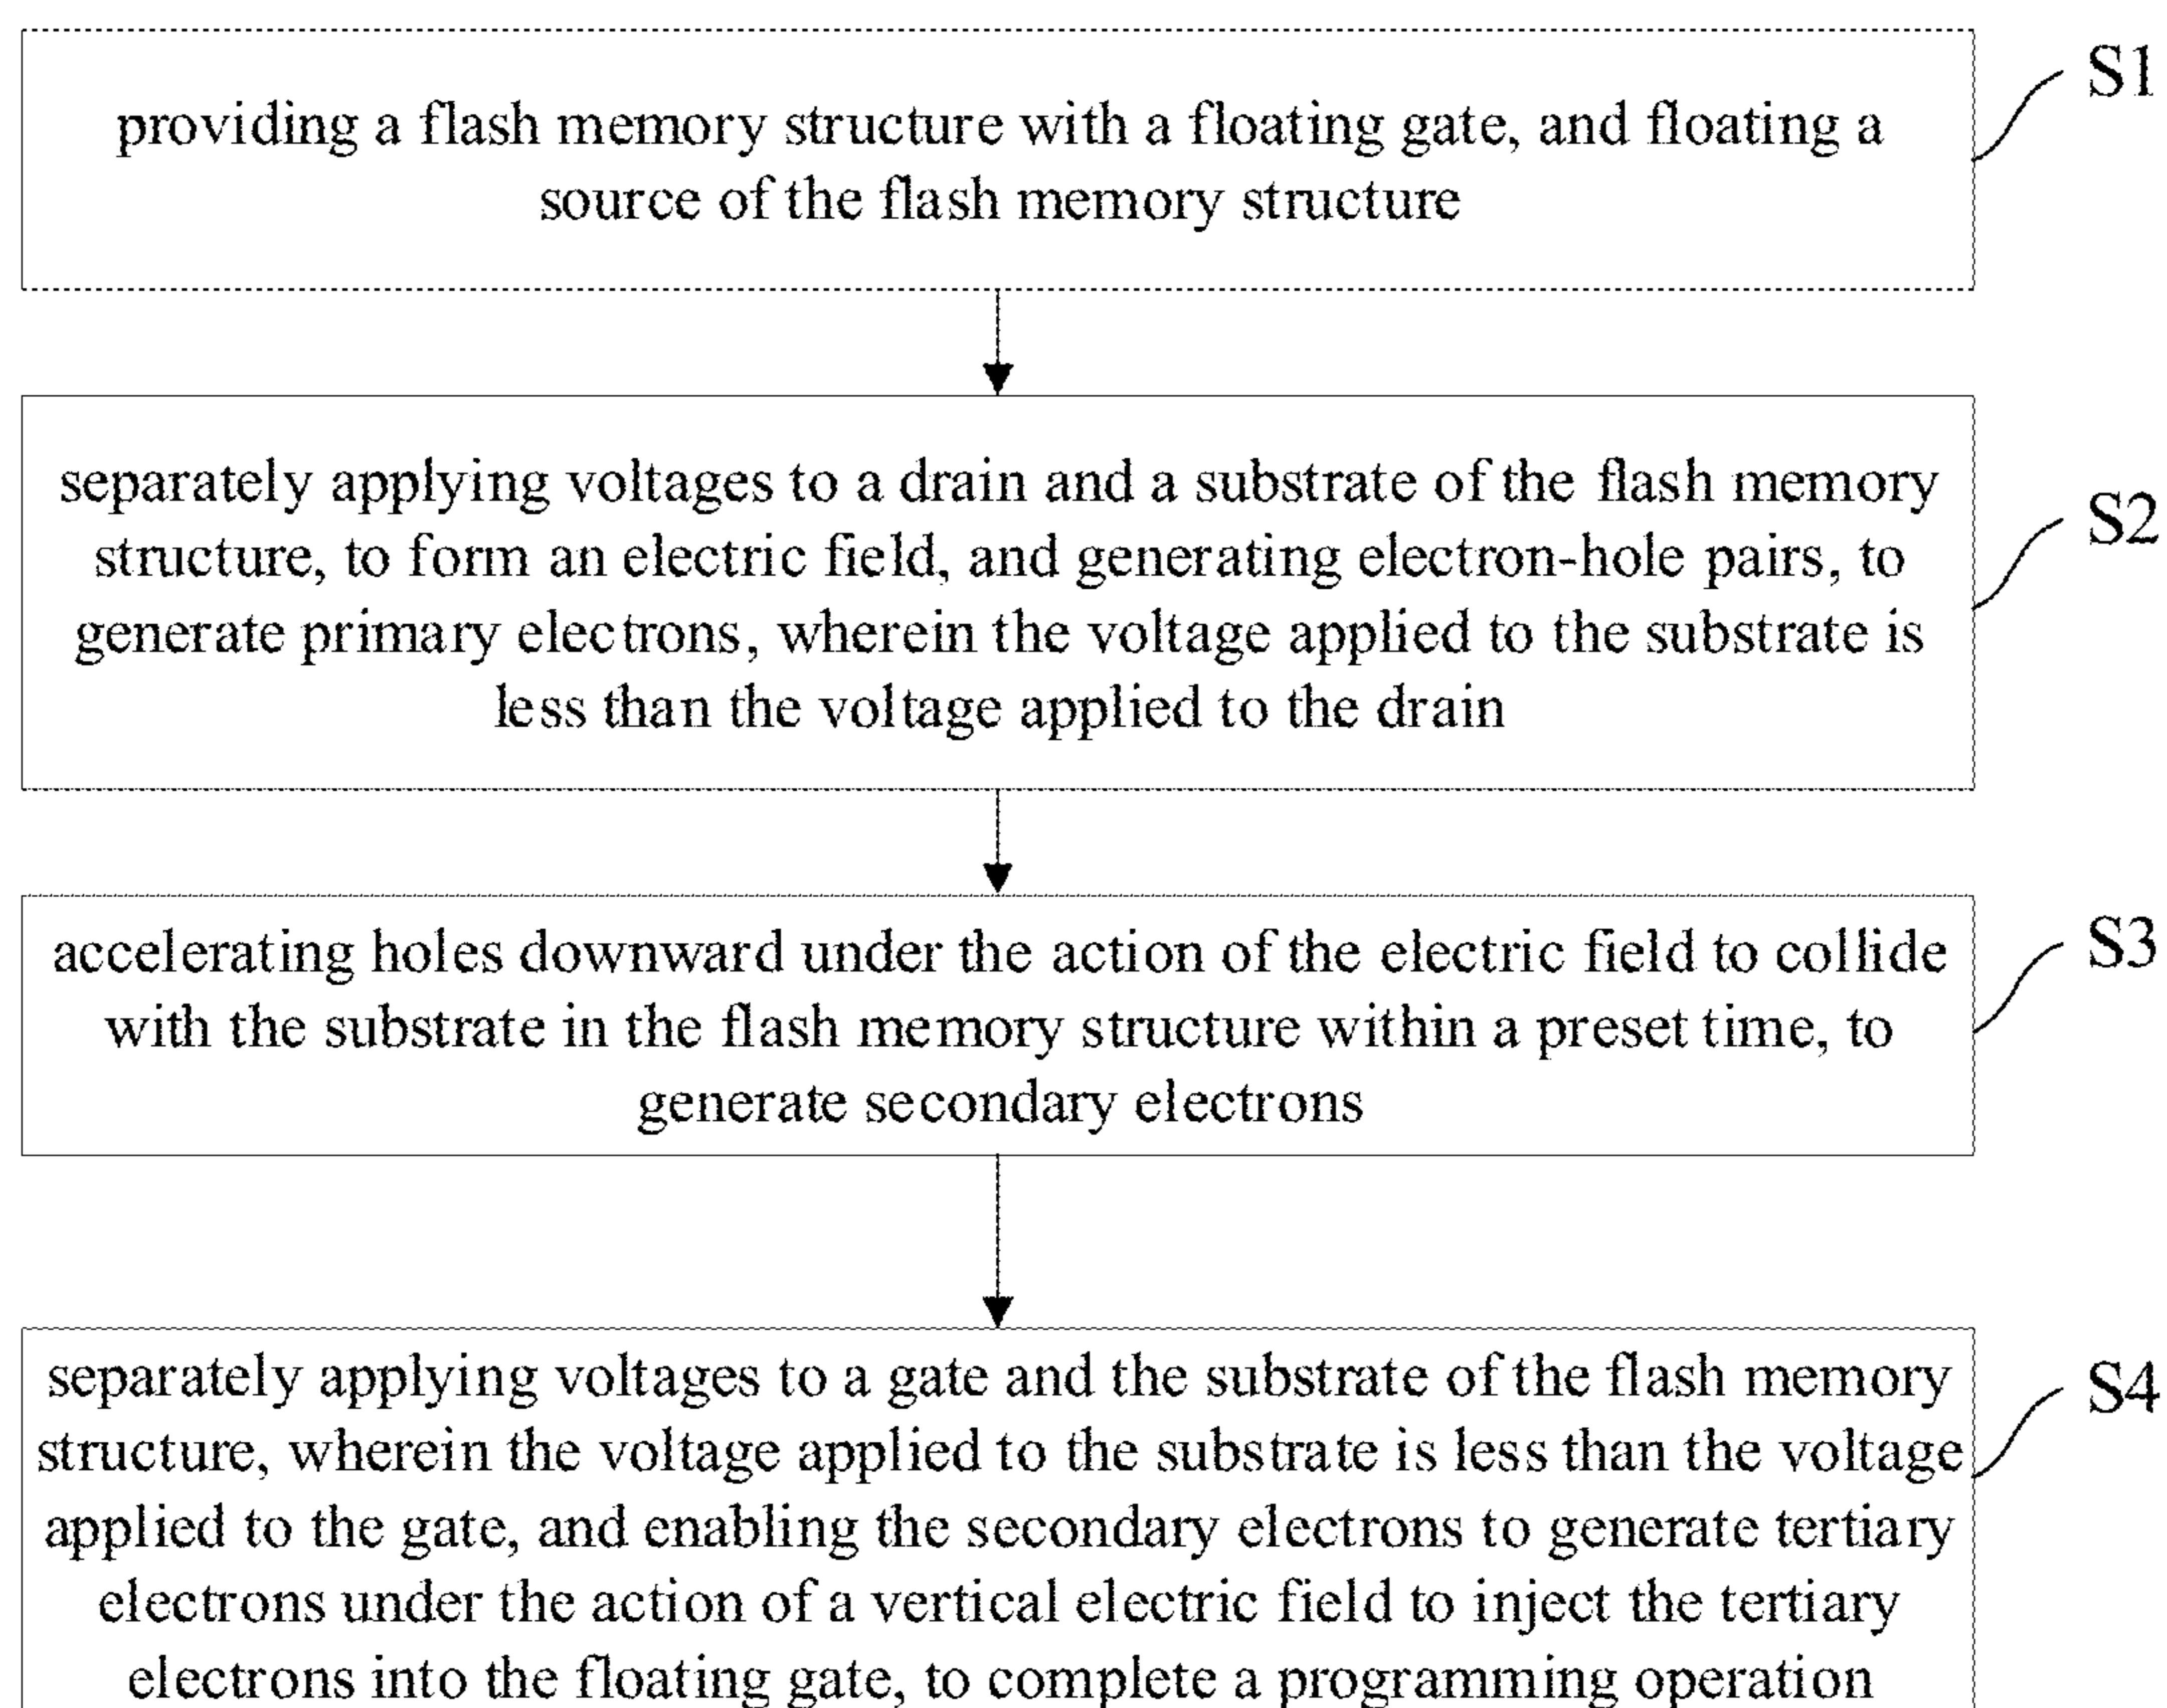 providing a flash memory structure with a floating gate, and floating a
source of the flash memory structure
S1
separately applying voltages to a drain and a substrate of the flash memory
structure, to form an electric field, and generating electron-hole pairs, to
generate primary electrons, wherein the voltage applied to the substrate is
less than the voltage applied to the drain
S2
accelerating holes downward under the action of the electric field to collide
with the substrate in the flash memory structure within a preset time, to
generate secondary electrons
S3
separately applying voltages to a gate and the substrate of the flash memory
structure, wherein the voltage applied to the substrate is less than the voltage
applied to the gate, and enabling the secondary electrons to generate tertiary
electrons under the action of a vertical electric field to inject the tertiary
electrons into the floating gate, to complete a programming operation
S4